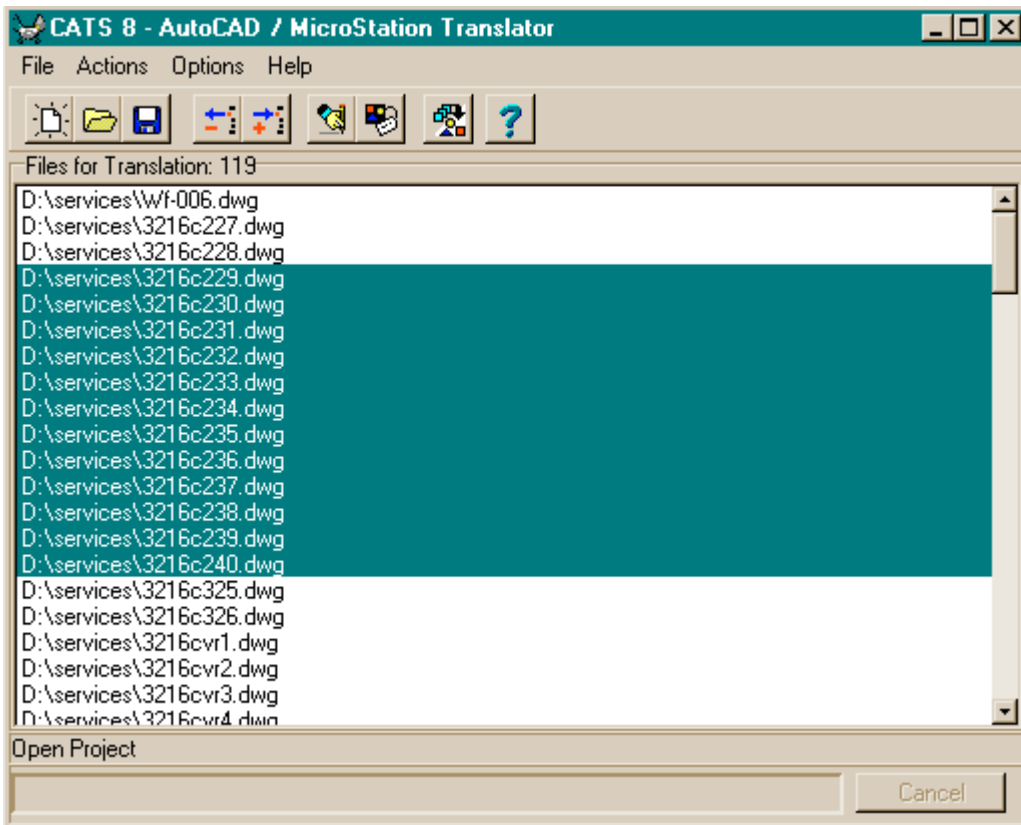 CATS 8 - AutoCAD / MicroStation Translator
File Actions Options Help
Files for Translation: 119
D:\services\Wf-006.dwg
D:\services\3216c227.dwg
D:\services\3216c228.dwg
D:\services\3216c229.dwg
D:\services\3216c230.dwg
D:\services\3216c231.dwg
D:\services\3216c232.dwg
D:\services\3216c233.dwg
D:\services\3216c234.dwg
D:\services\3216c235.dwg
D:\services\3216c236.dwg
D:\services\3216c237.dwg
D:\services\3216c238.dwg
D:\services\3216c239.dwg
D:\services\3216c240.dwg
D:\services\3216c325.dwg
D:\services\3216c326.dwg
D:\services\3216cvr1.dwg
D:\services\3216cvr2.dwg
D:\services\3216cvr3.dwg
D:\services\3216cvr4.dwg
Open Project
Cancel